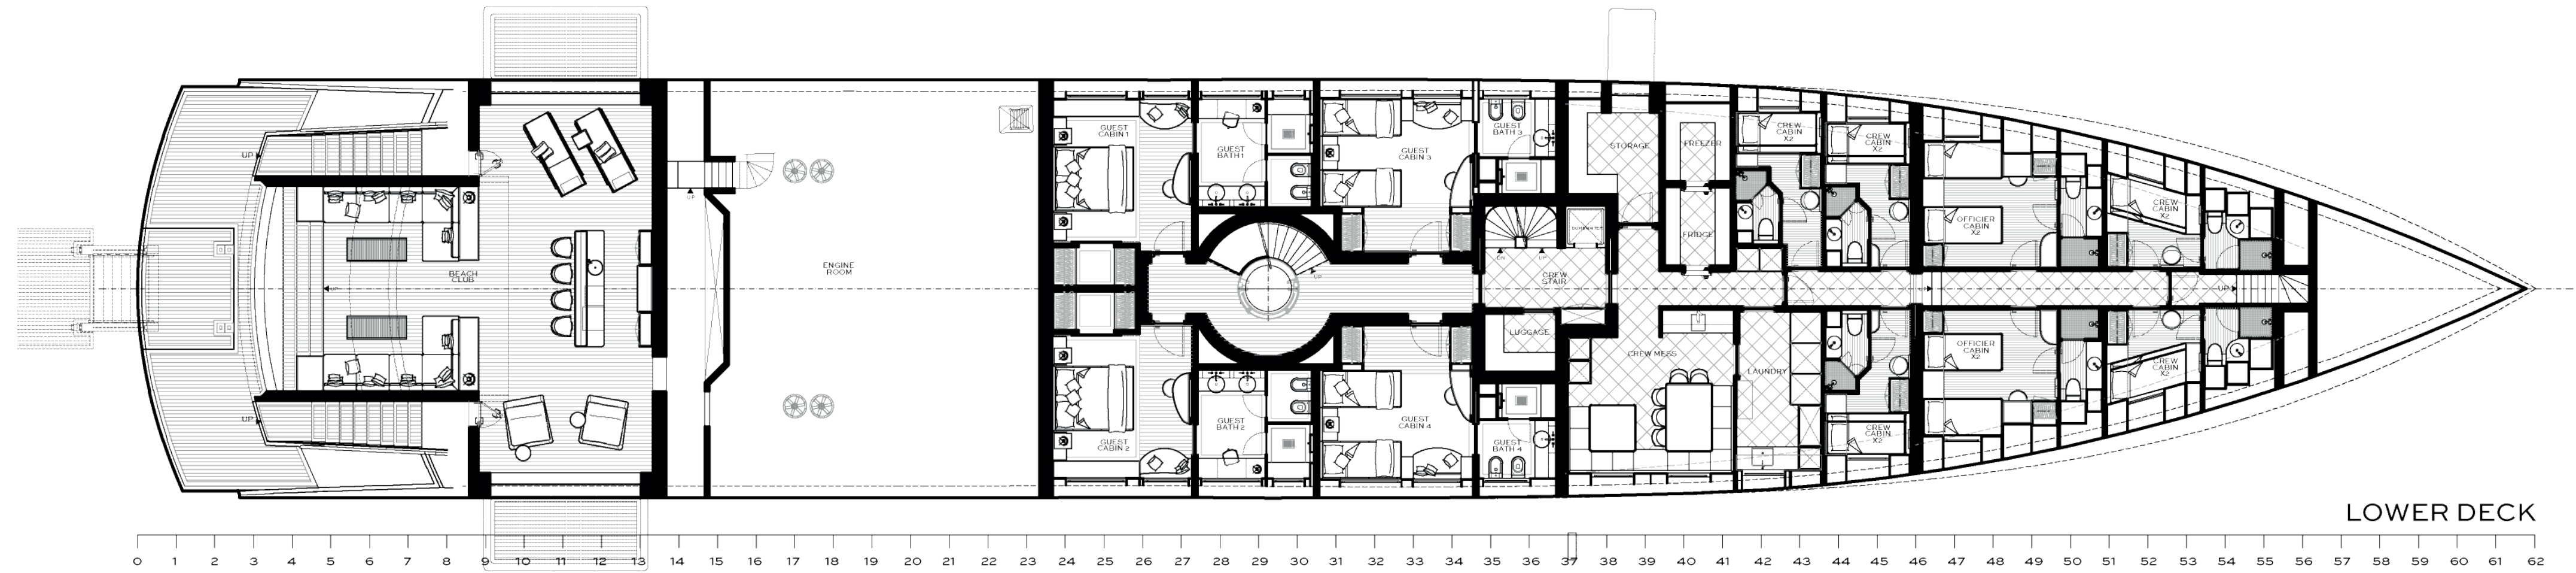 UP
UP
BEACH
CLUB
UP
UP
ENGINE
ROOM
GUEST
CABIN 1
GUEST
BATH 1
GUEST
CABIN 3
GUEST
BATH 3
GUEST
CABIN 2
GUEST
BATH 2
GUEST
CABIN 4
GUEST
BATH 4
UP
DN
UP
CREW
STAIR
LUGGAGE
STORAGE
FREEZER
FRIDGE
CREW MESS
LAUNDRY
CREW
CABIN
X2
CREW
CABIN
X2
CREW
CABIN
X2
OFFICIER
CABIN
X2
OFFICIER
CABIN
X2
CREW
CABIN
X2
CREW
CABIN
X2
UP
LOWER DECK
0 1 2 3 4 5 6 7 8 9 10 11 12 13 14 15 16 17 18 19 20 21 22 23 24 25 26 27 28 29 30 31 32 33 34 35 36 37 38 39 40 41 42 43 44 45 46 47 48 49 50 51 52 53 54 55 56 57 58 59 60 61 62